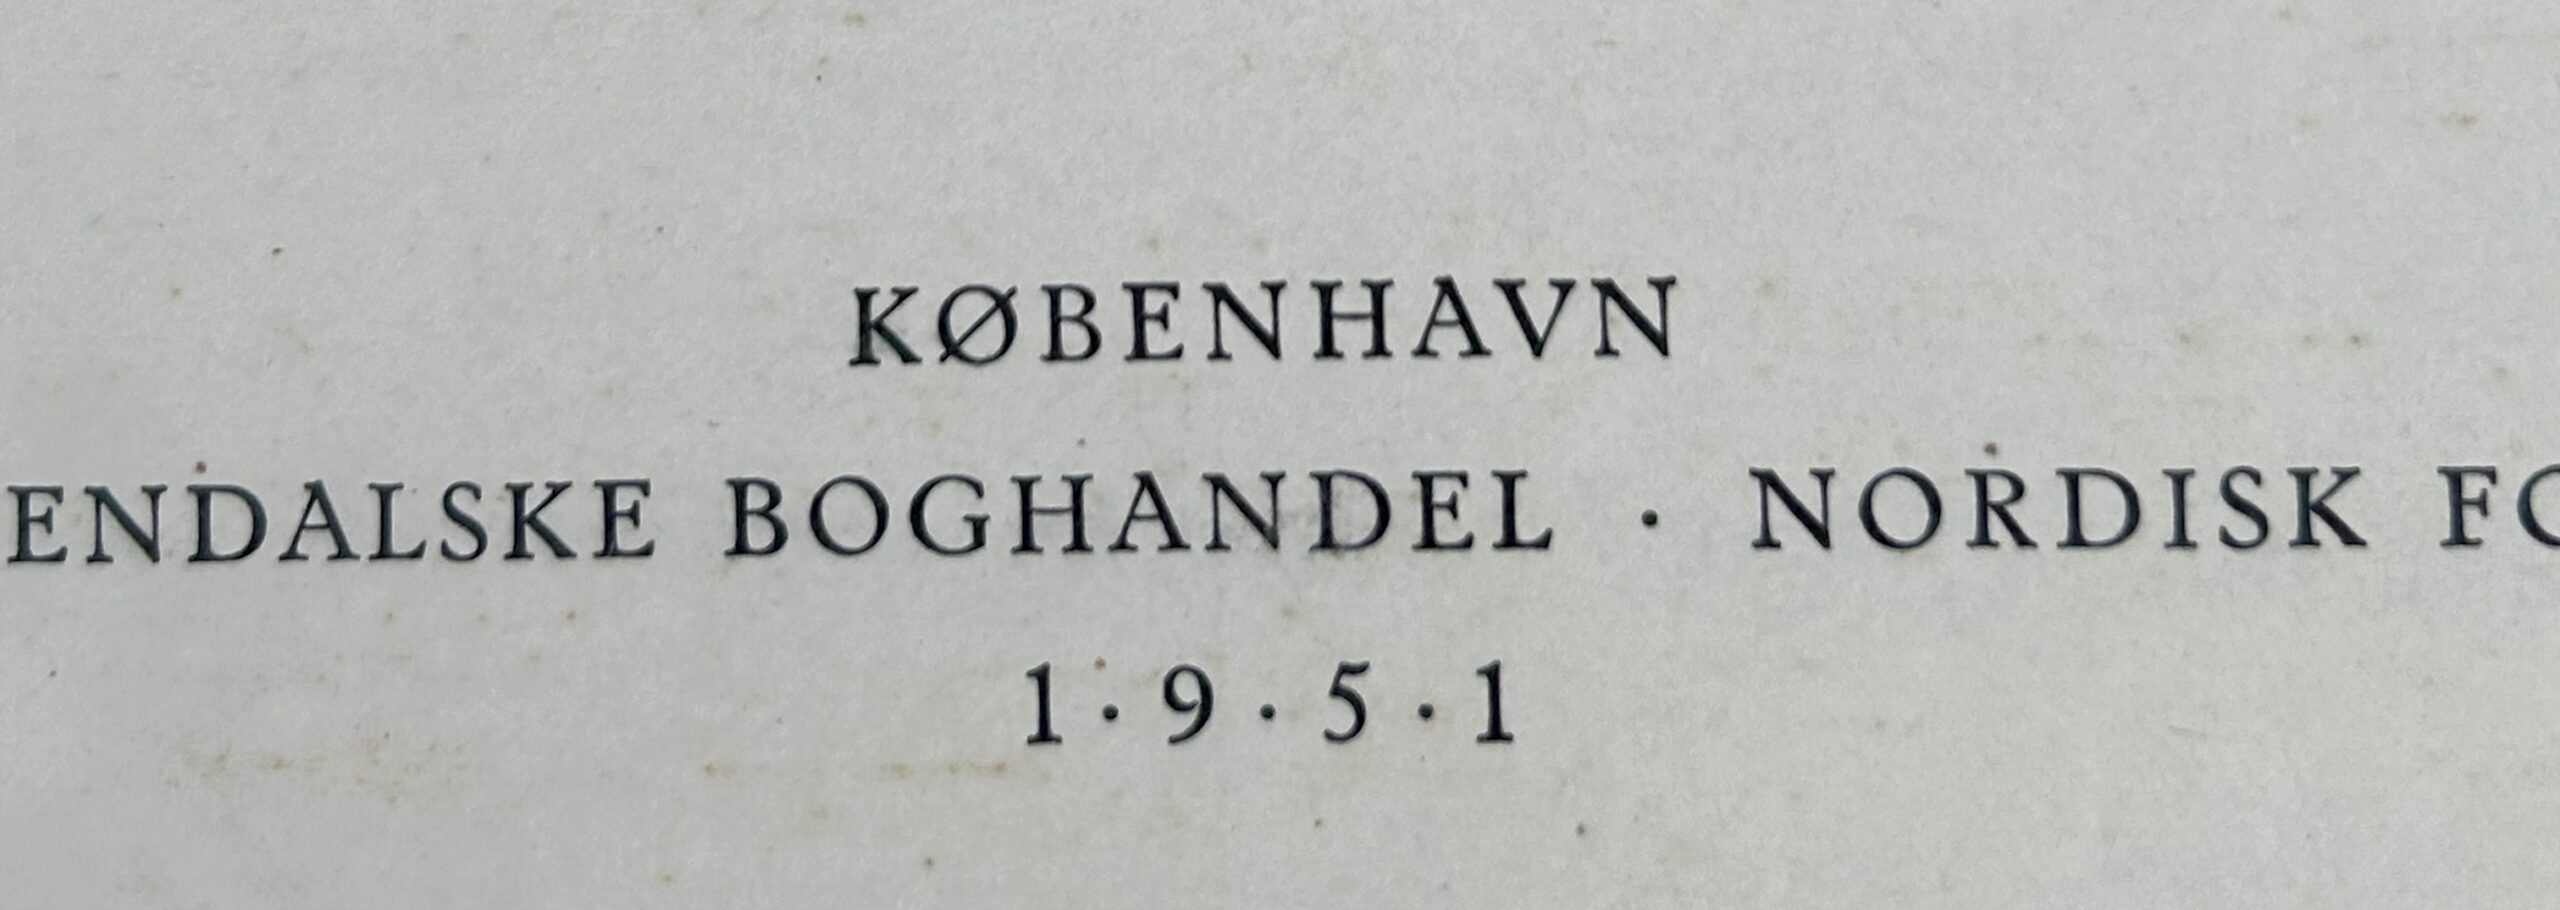 KØBENHAVN
ENDALSKE BOGHANDEL · NORDISK FO
1·9·5·1